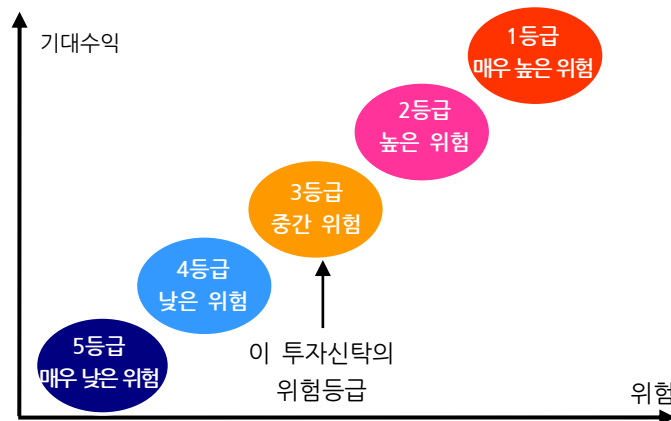 기대수익
1등급
매우 높은 위험
2등급
높은 위험
3등급
중간 위험
4등급
낮은 위험
5등급
매우 낮은 위험
이 투자신탁의
위험등급
위험